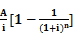 A/i[1 − 1/(1+i)ⁿ]